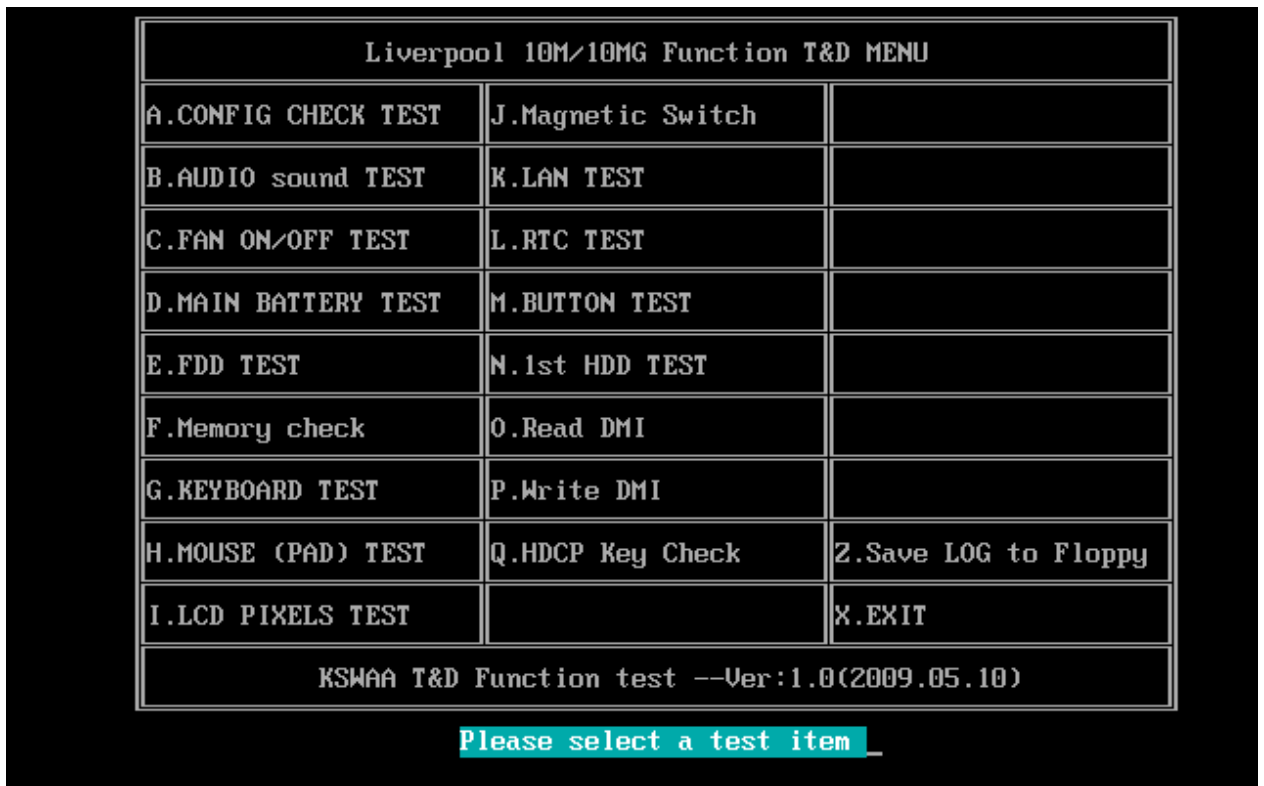 Liverpool 10M/10MG Function T&D MENU
A.CONFIG CHECK TEST J.Magnetic Switch
B.AUDIO sound TEST K.LAN TEST
C.FAN ON/OFF TEST L.RTC TEST
D.MAIN BATTERY TEST M.BUTTON TEST
E.FDD TEST N.1st HDD TEST
F.Memory check O.Read DMI
G.KEYBOARD TEST P.Write DMI
H.MOUSE (PAD) TEST Q.HDCP Key Check Z.Save LOG to Floppy
I.LCD PIXELS TEST X.EXIT
KSWAA T&D Function test --Ver:1.0(2009.05.10)
Please select a test item _